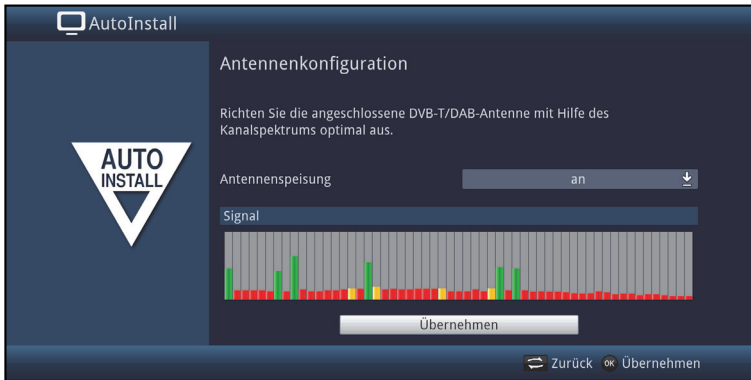 AutoInstall
Antennenkonfiguration
Richten Sie die angeschlossene DVB-T/DAB-Antenne mit Hilfe des
Kanalspektrums optimal aus.
AUTO
INSTALL
Antennenspeisung an
Signal
Übernehmen
Zurück OK Übernehmen